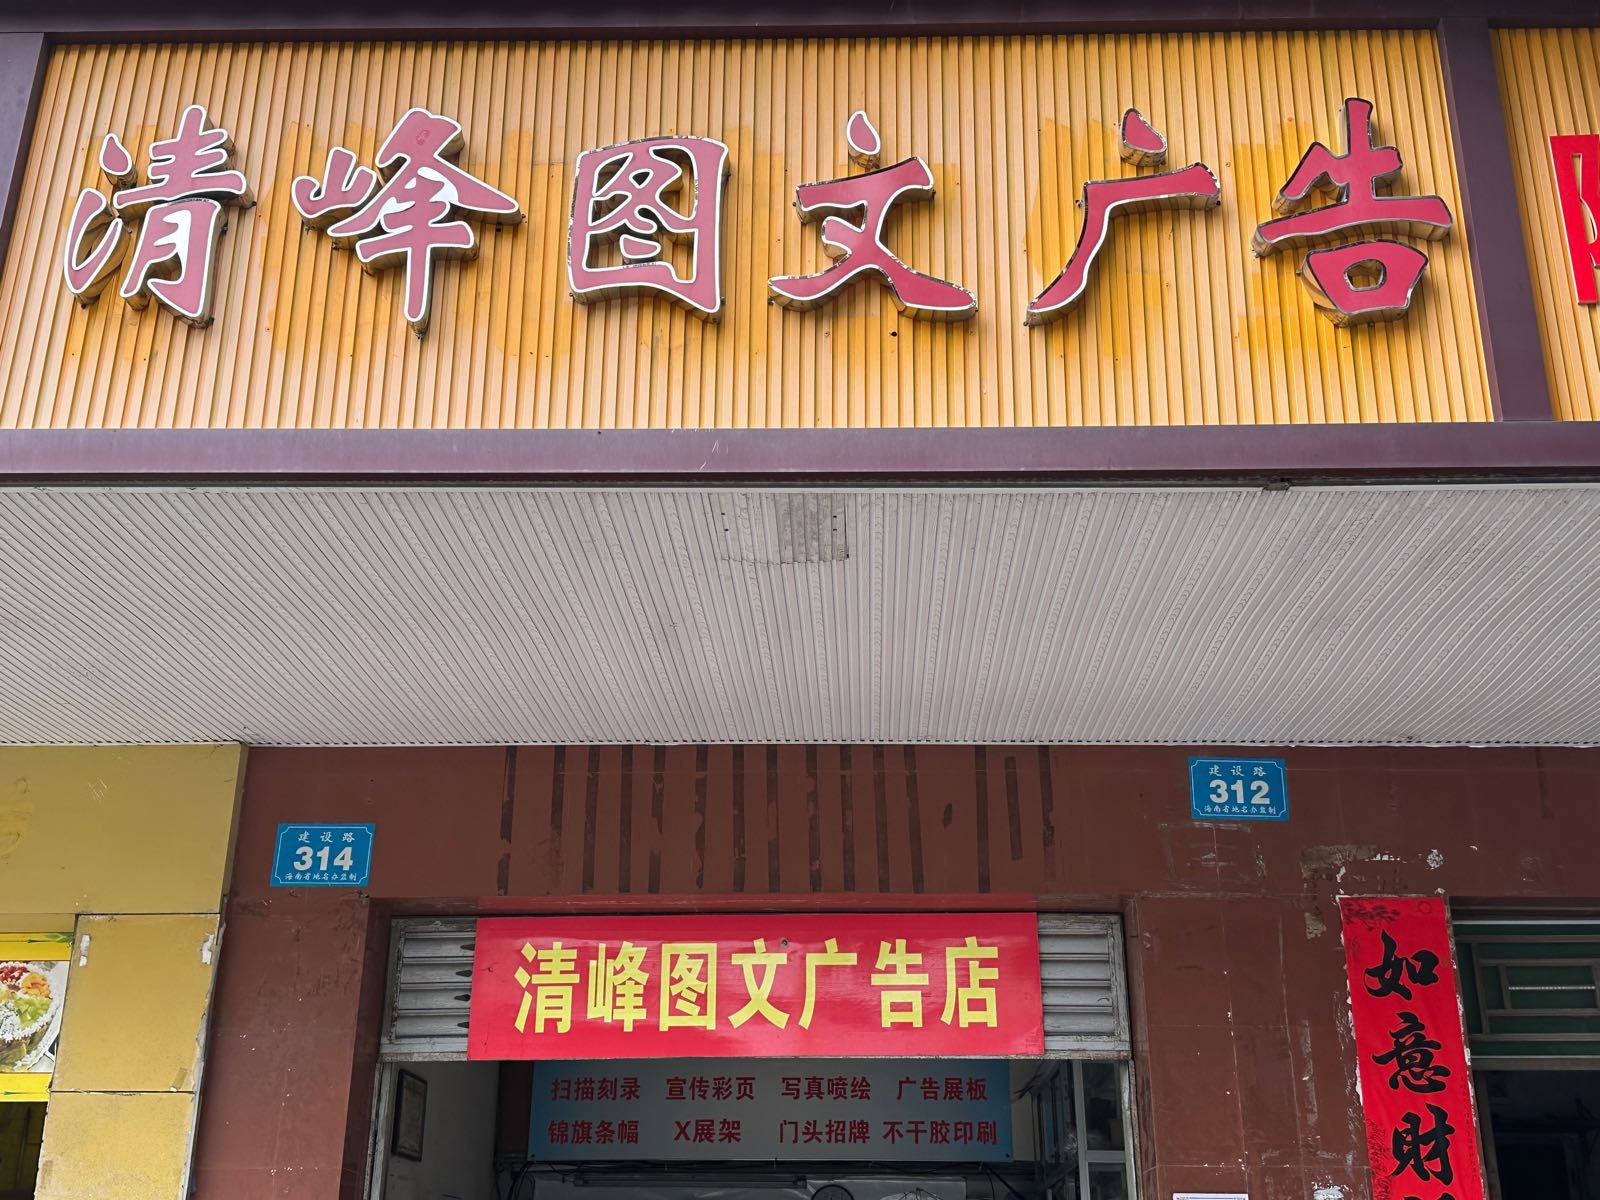 清峰图文广告
建设路
312
海南省地名办监制
建设路
314
海南省地名办监制
清峰图文广告店
扫描刻录 宣传彩页 写真喷绘 广告展板
锦旗条幅 X展架 门头招牌 不干胶印刷
如意财